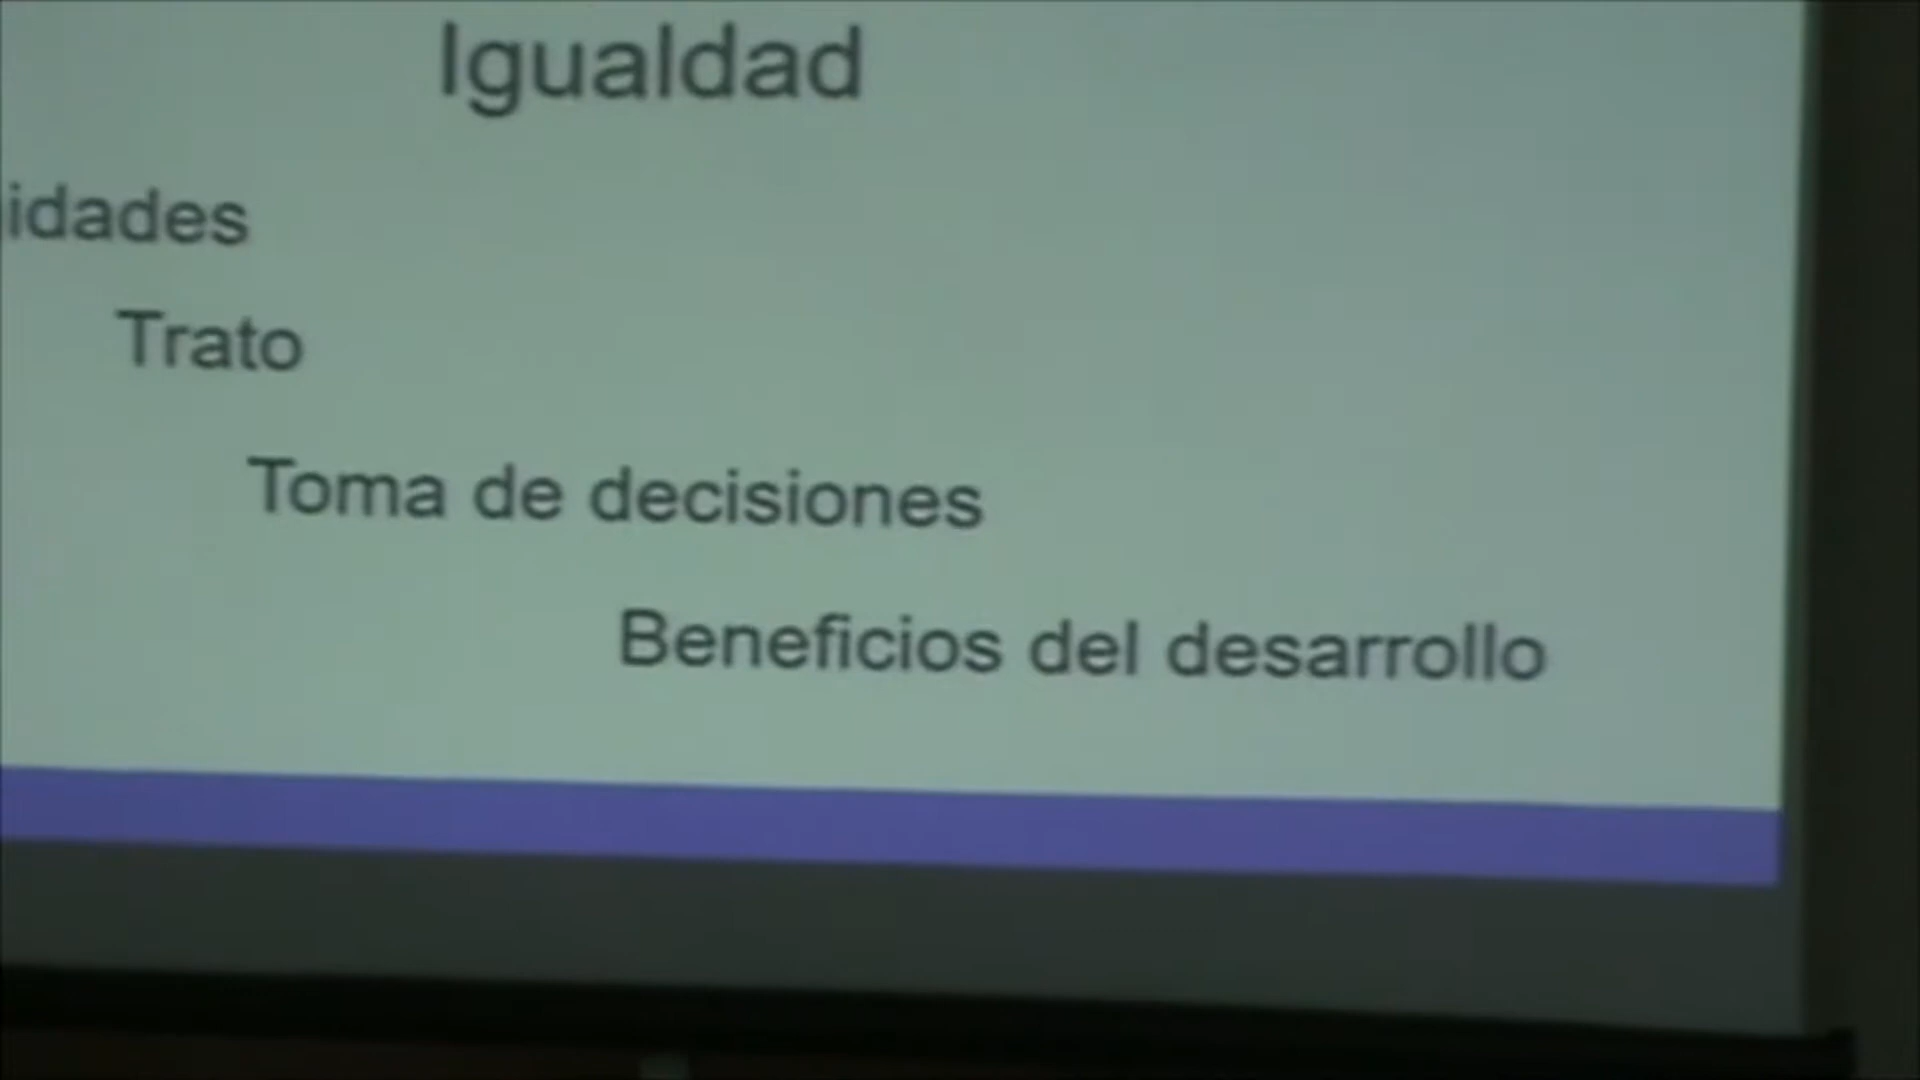 Igualdad
idades
Trato
Toma de decisiones
Beneficios del desarrollo